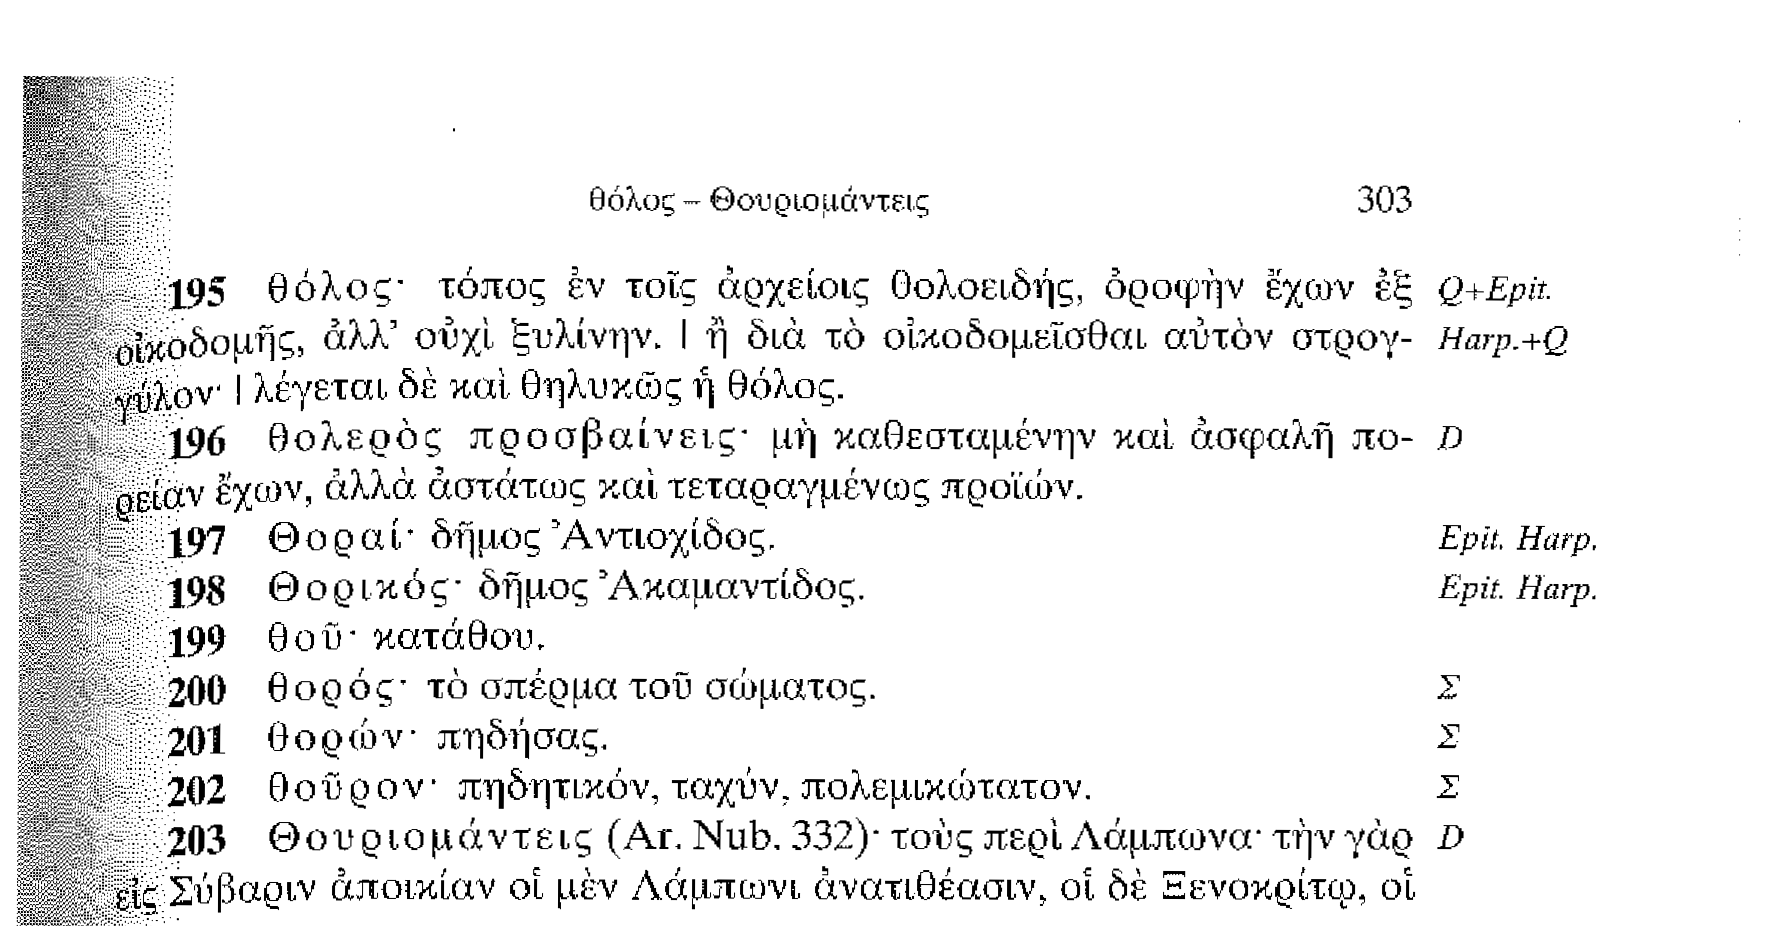 θόλος – Θουριομάντεις 303
195 θόλος· τόπος ἐν τοῖς ἀρχείοις θολοειδής, ὀροφὴν ἔχων ἐξ Q+Epit.
οἰκοδομῆς, ἀλλ’ οὐχὶ ξυλίνην. | ἢ διὰ τὸ οἰκοδομεῖσθαι αὐτὸν στρογ- Harp.+Q
γύλον· | λέγεται δὲ καὶ θηλυκῶς ἡ θόλος.
196 θολερὸς προσβαίνεις· μὴ καθεσταμένην καὶ ἀσφαλῆ πο- D
ρείαν ἔχων, ἀλλὰ ἀστάτως καὶ τεταραγμένως προϊών.
197 Θοραί· δῆμος Ἀντιοχίδος. Epit. Harp.
198 Θορικός· δῆμος Ἀκαμαντίδος. Epit. Harp.
199 θοῦ· κατάθου.
200 θορός· τὸ σπέρμα τοῦ σώματος. Σ
201 θορών· πηδήσας. Σ
202 θοῦρον· πηδητικόν, ταχύν, πολεμικώτατον. Σ
203 Θουριομάντεις (Ar. Nub. 332)· τοὺς περὶ Λάμπωνα· τὴν γὰρ D
εἰς Σύβαριν ἀποικίαν οἱ μὲν Λάμπωνι ἀνατιθέασιν, οἱ δὲ Ξενοκρίτῳ, οἱ